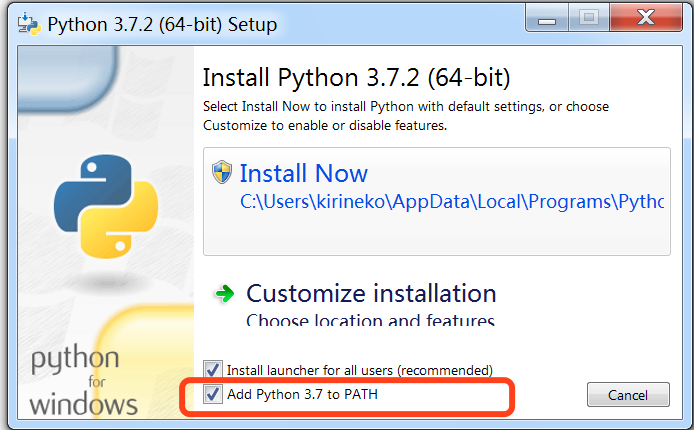 Python 3.7.2 (64-bit) Setup
Install Python 3.7.2 (64-bit)
Select Install Now to install Python with default settings, or choose
Customize to enable or disable features.
Install Now
C:\Users\kirineko\AppData\Local\Programs\Pythc
Customize installation
Choose location and features
Install launcher for all users (recommended)
Add Python 3.7 to PATH
Cancel
python
for
windows